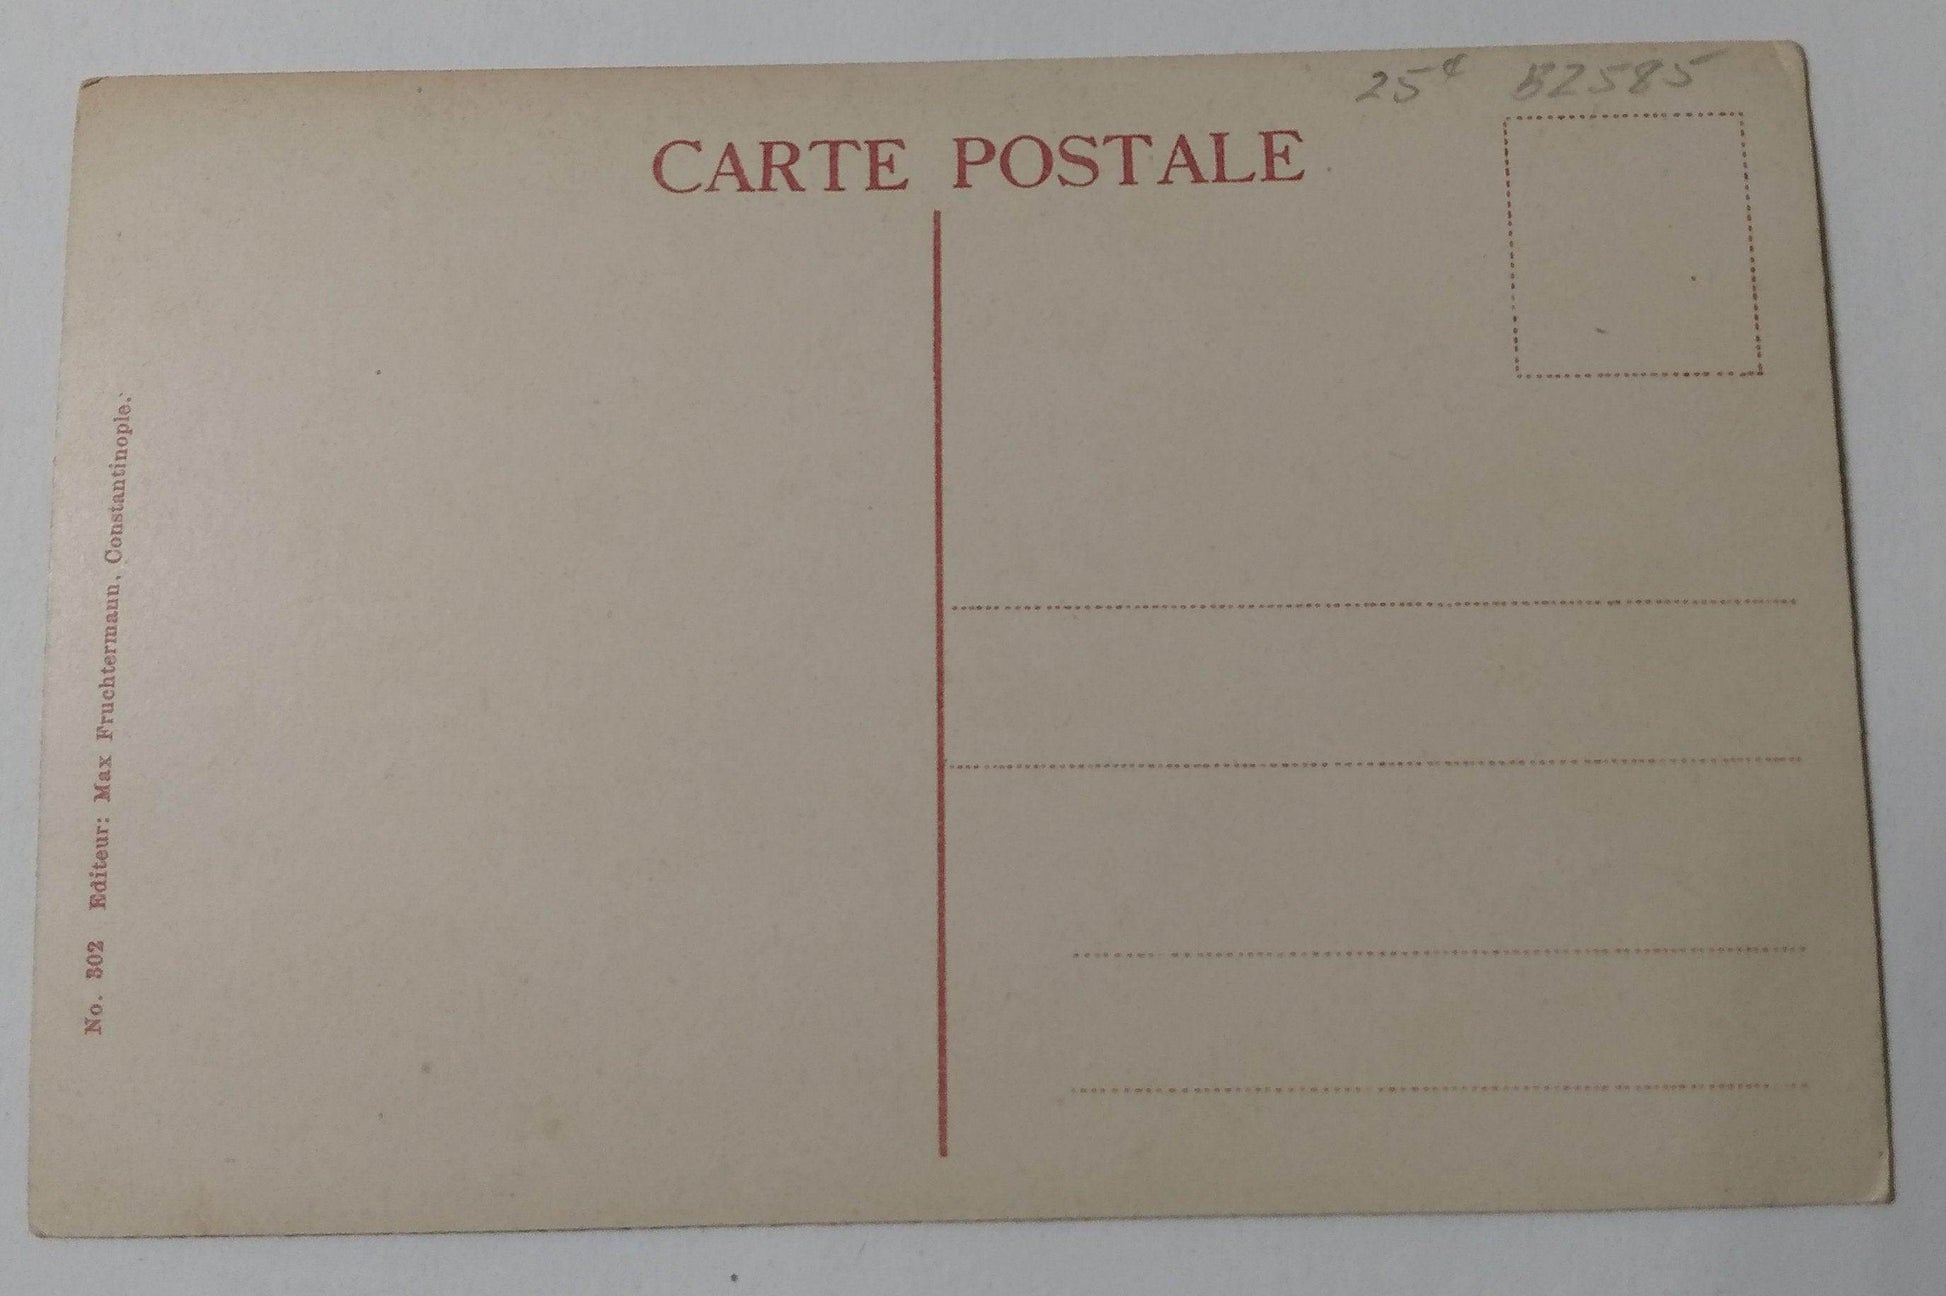 25¢ B2585
CARTE POSTALE
No. 302 Editeur: Max Fruchtermann, Constantinople.